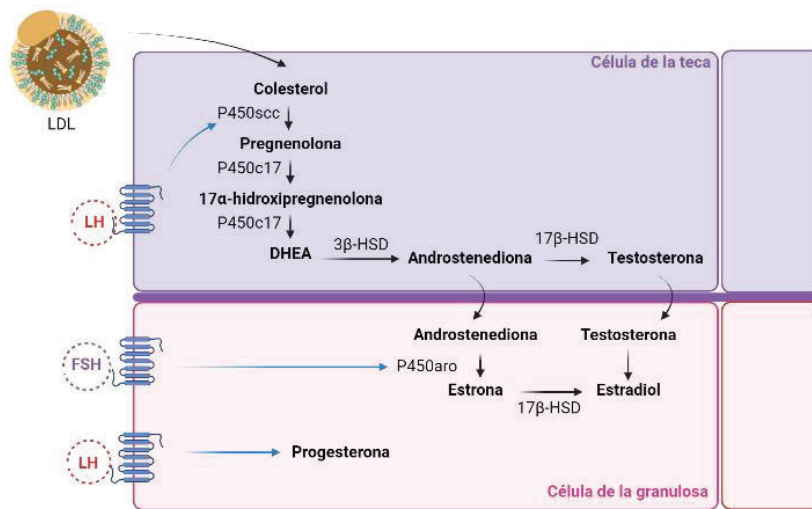 Célula de la teca
LDL
Colesterol
P450scc
Pregnenolona
P450c17
17α-hidroxipregnenolona
P450c17
LH
DHEA
3β-HSD
Androstenediona
17β-HSD
Testosterona
Androstenediona
Testosterona
FSH
P450aro
Estrona
17β-HSD
Estradiol
LH
Progesterona
Célula de la granulosa